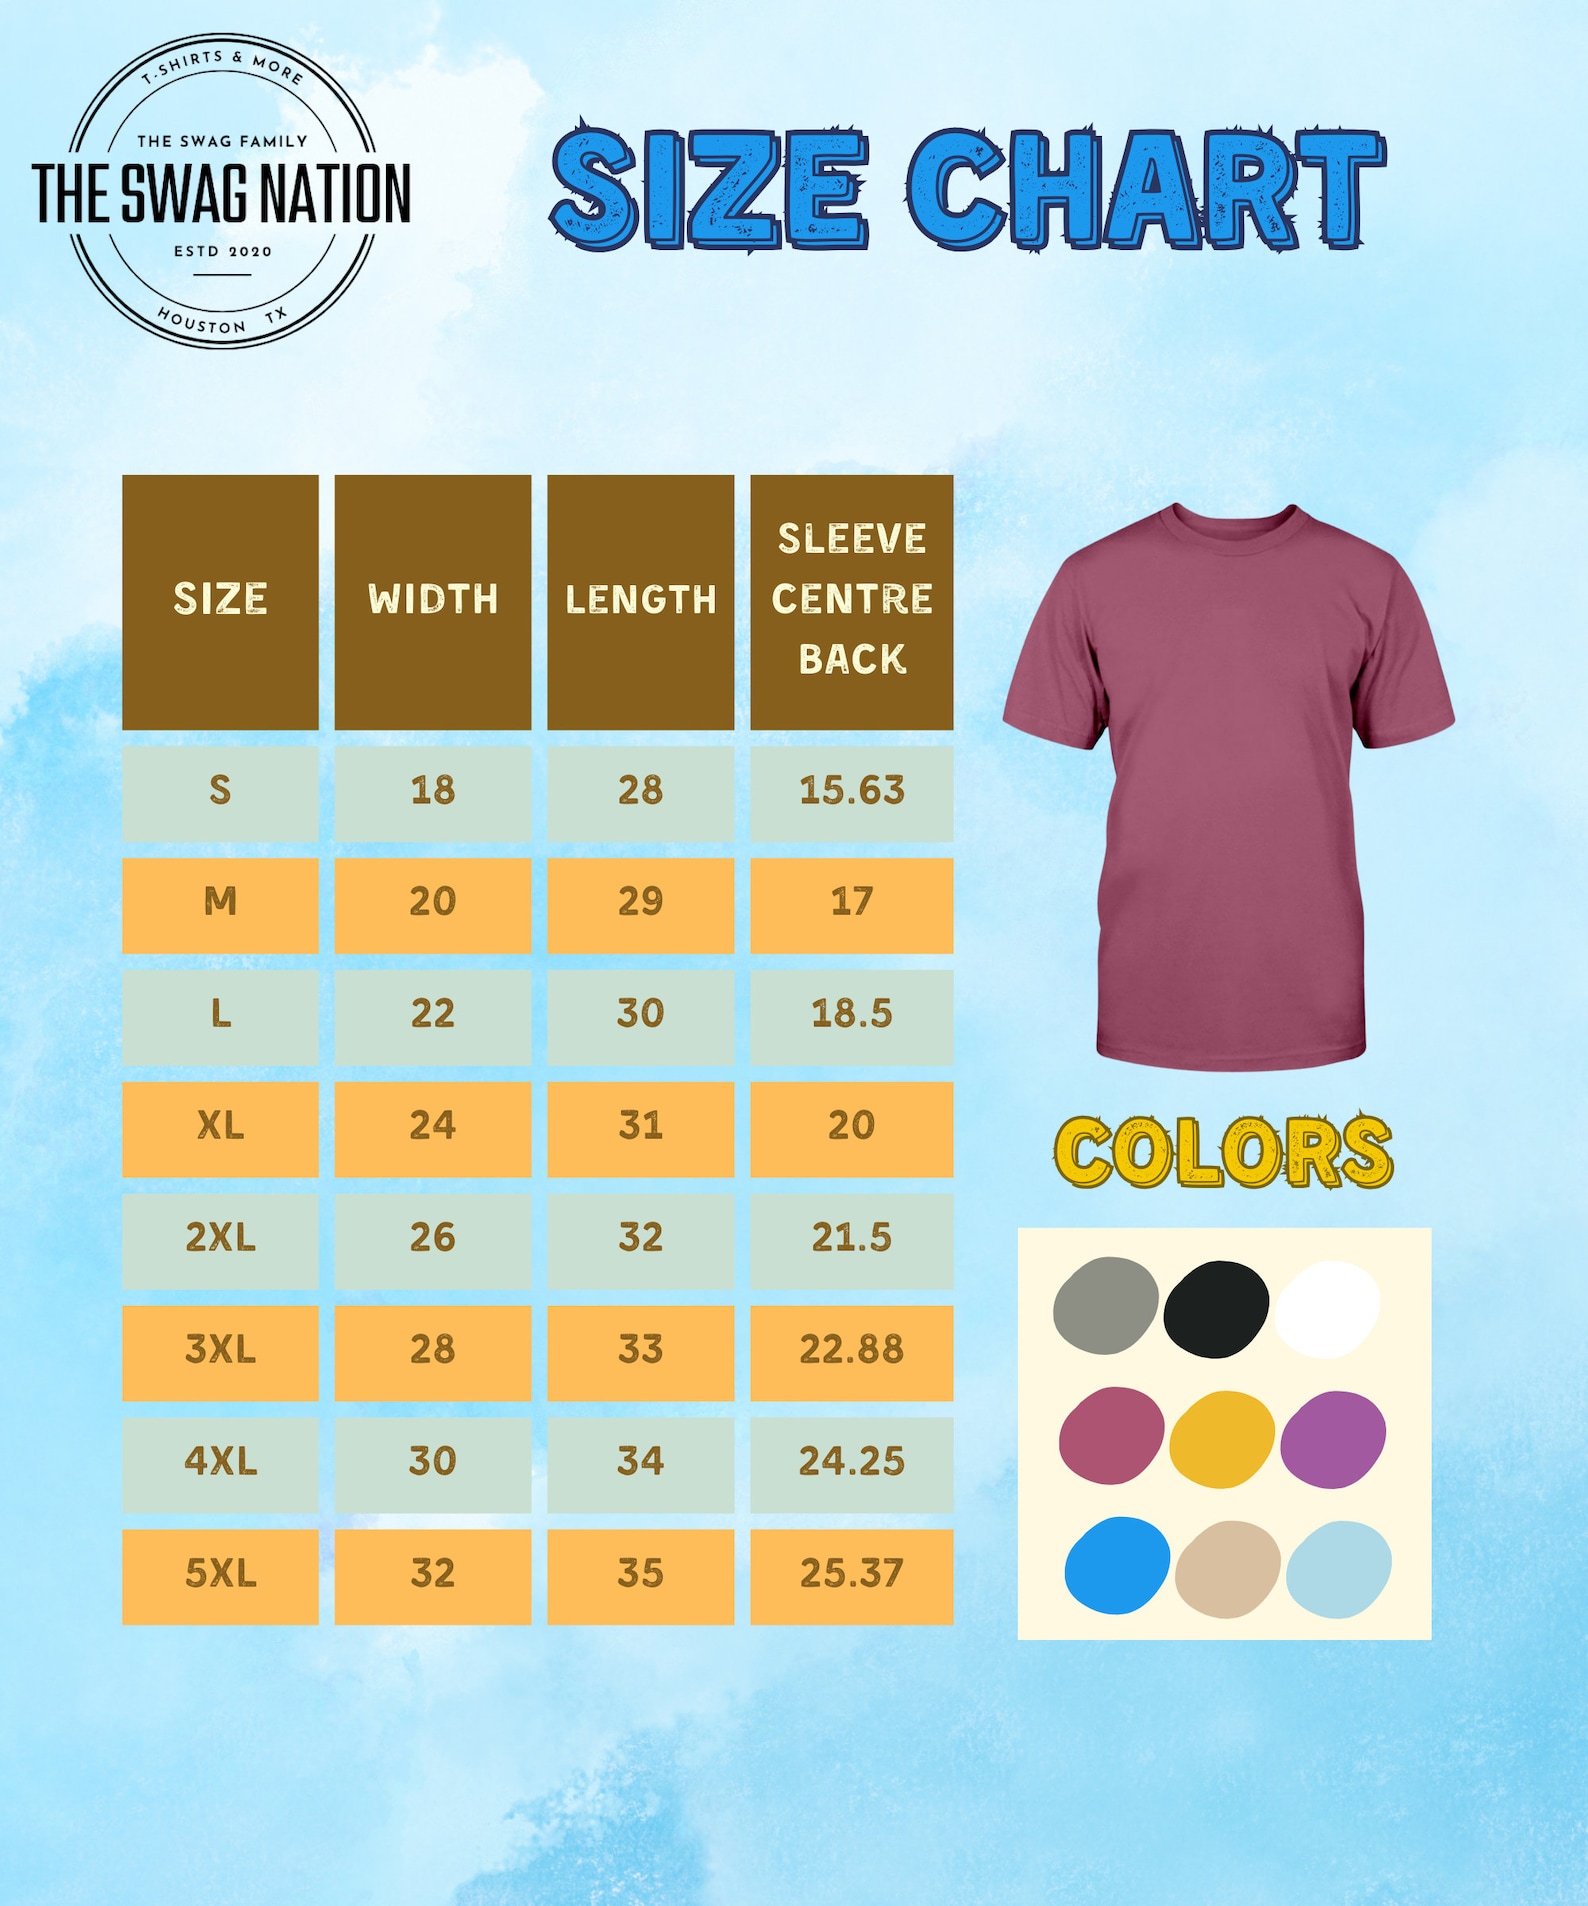 T-SHIRTS & MORE
THE SWAG FAMILY
THE SWAG NATION
ESTD 2020
HOUSTON TX
SIZE CHART
SIZE WIDTH LENGTH SLEEVE
CENTRE
BACK
S 18 28 15.63
M 20 29 17
L 22 30 18.5
XL 24 31 20
2XL 26 32 21.5
3XL 28 33 22.88
4XL 30 34 24.25
5XL 32 35 25.37
COLORS